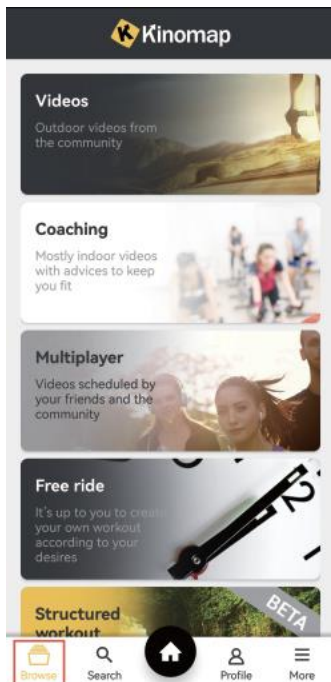 Kinomap
Videos
Outdoor videos from
the community
Coaching
Mostly indoor videos
with advices to keep
you fit
Multiplayer
Videos scheduled by
your friends and the
community
Free ride
It's up to you to create
your own workout
according to your
desires
12
Structured
workout
BETA
Browse
Search
Profile
More